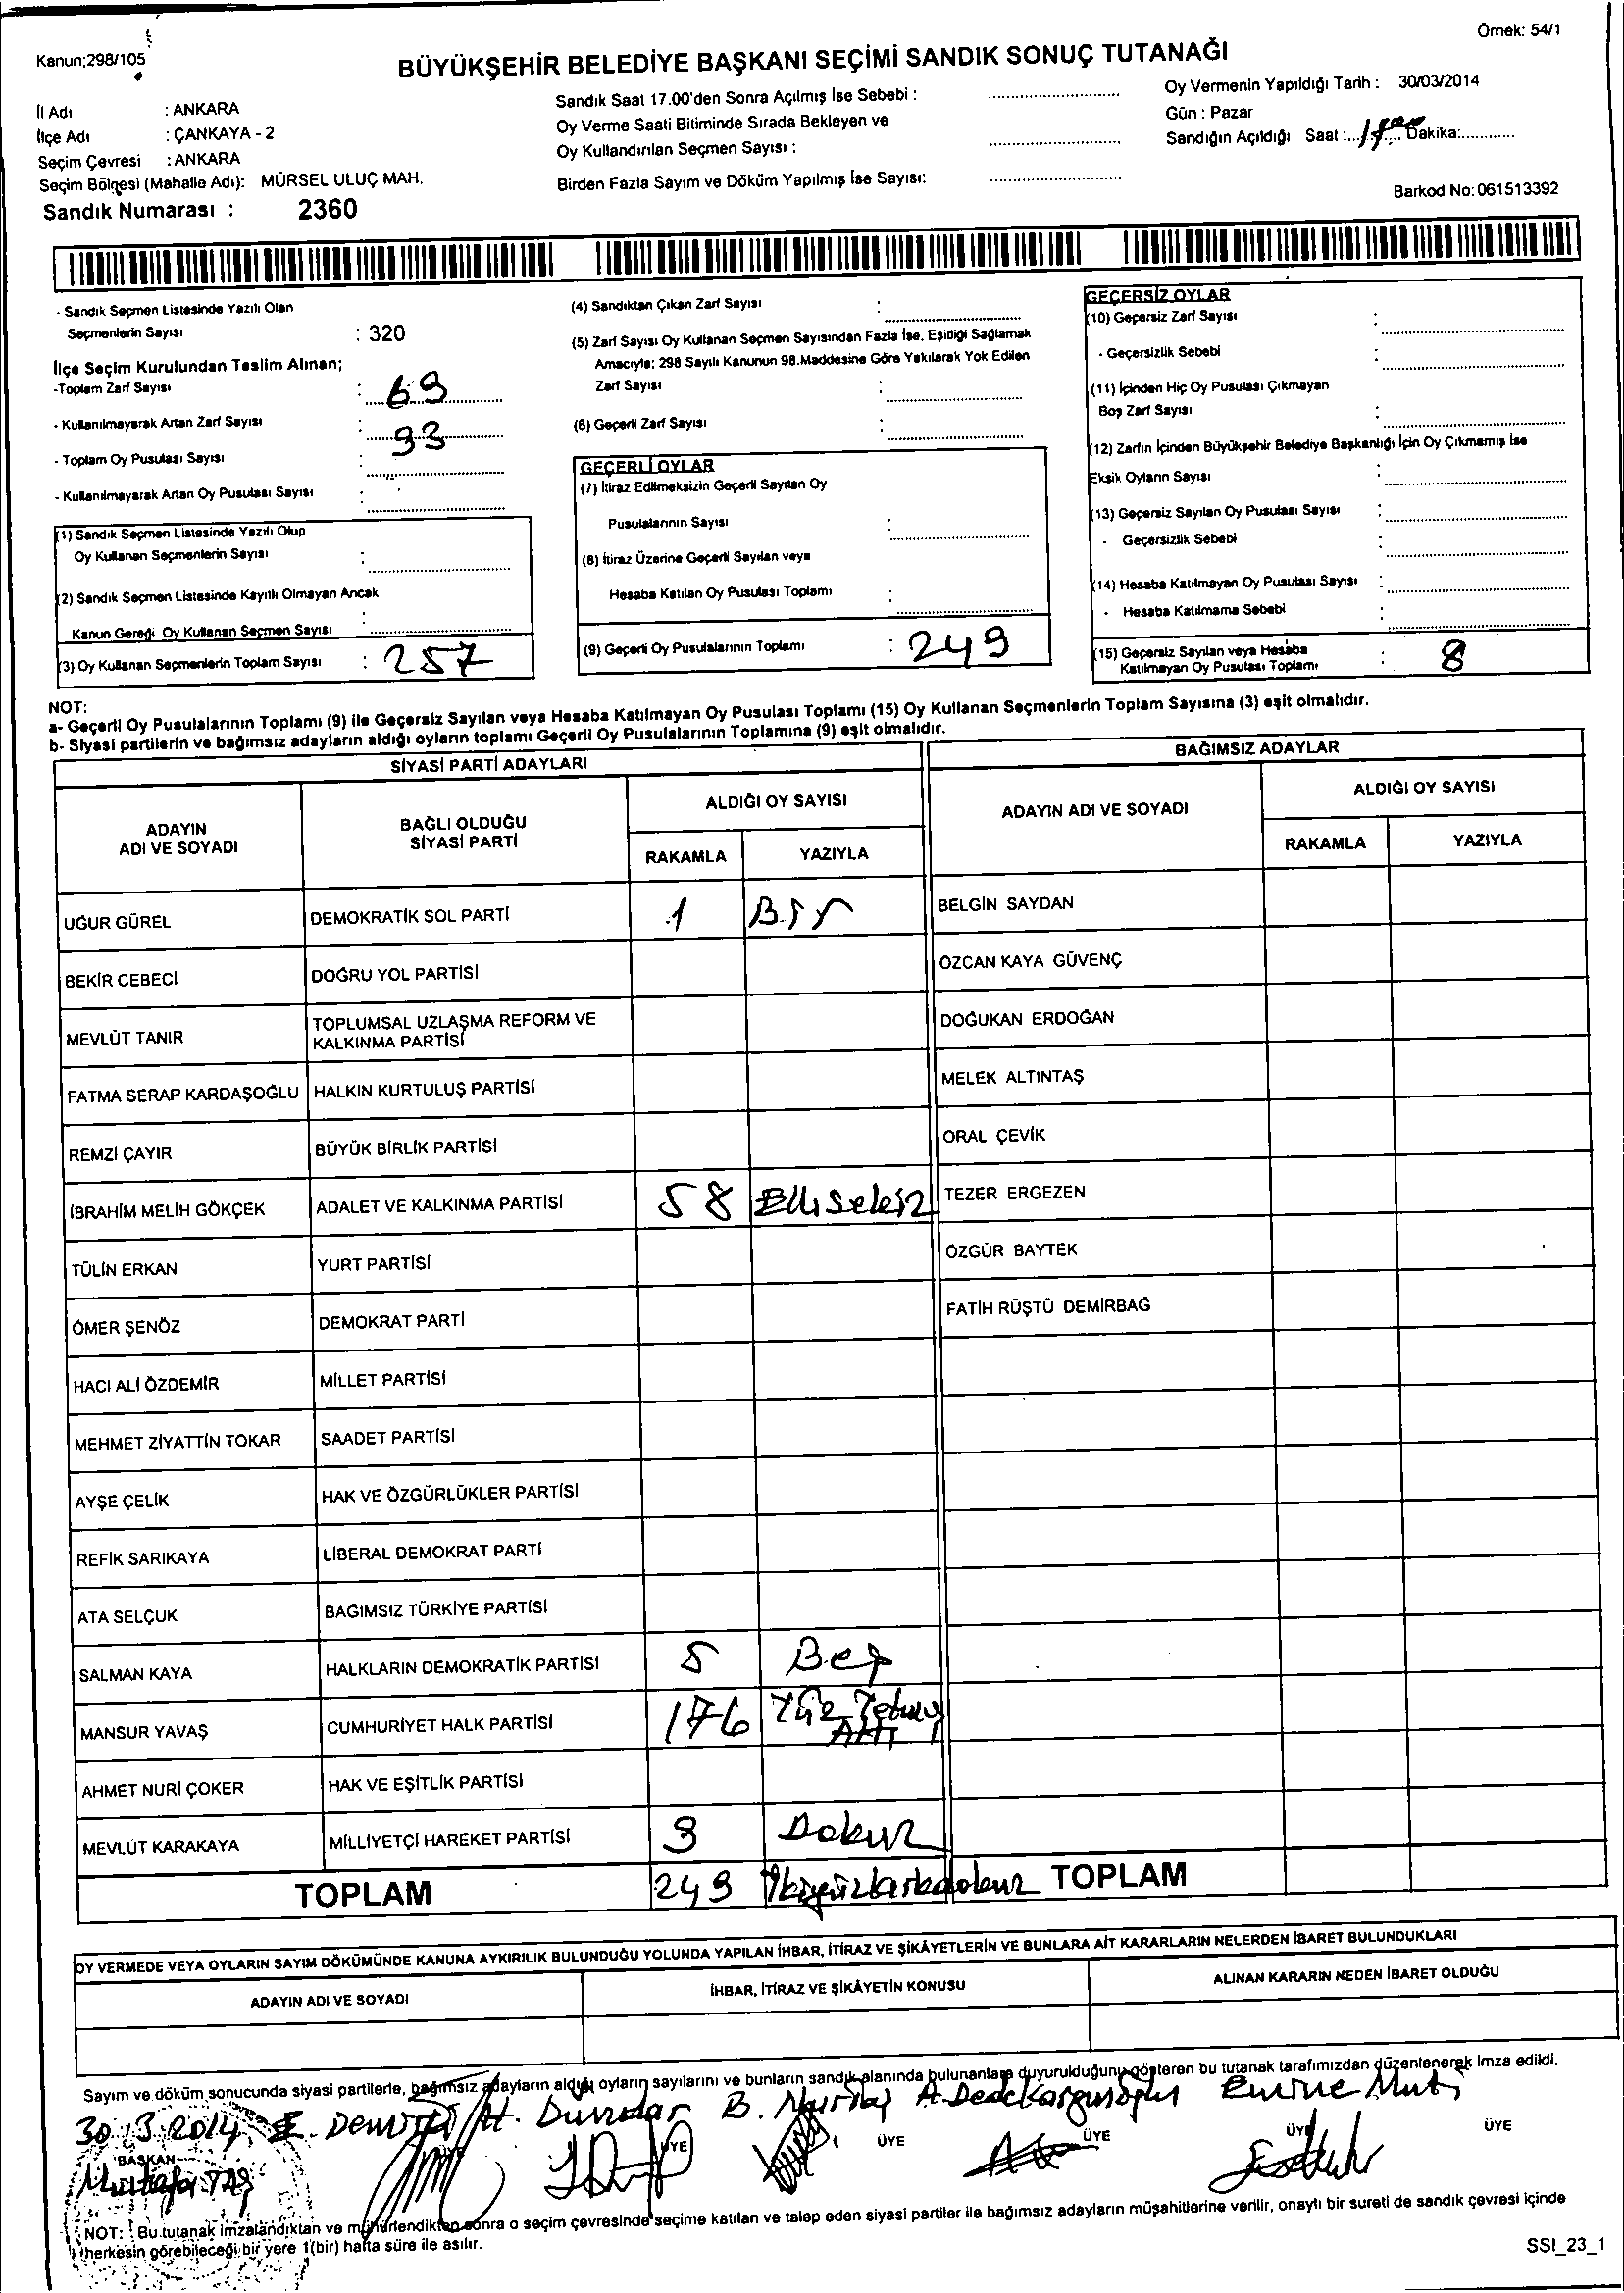 Örnek: 54/1
Kanun;298/105
BÜYÜKŞEHİR BELEDİYE BAŞKANI SEÇİMİ SANDIK SONUÇ TUTANAĞI
İl Adı : ANKARA
İlçe Adı : ÇANKAYA - 2
Seçim Çevresi : ANKARA
Seçim Bölgesi (Mahalle Adı): MÜRSEL ULUÇ MAH.
Sandık Numarası : 2360
Sandık Saat 17.00'den Sonra Açılmış İse Sebebi :
Oy Verme Saati Bitiminde Sırada Bekleyen ve
Oy Kullandırılan Seçmen Sayısı :
Birden Fazla Sayım ve Döküm Yapılmış İse Sayısı:
Oy Vermenin Yapıldığı Tarih : 30/03/2014
Gün : Pazar
Sandığın Açıldığı Saat : Dakika:
Barkod No: 061513392
- Sandık Seçmen Listesinde Yazılı Olan
Seçmenlerin Sayısı : 320
İlçe Seçim Kurulundan Teslim Alınan;
-Toplam Zarf Sayısı : 69
- Kullanılmayarak Artan Zarf Sayısı : 93
- Toplam Oy Pusulası Sayısı :
- Kullanılmayarak Artan Oy Pusulası Sayısı :
(1) Sandık Seçmen Listesinde Yazılı Olup
Oy Kullanan Seçmenlerin Sayısı :
(2) Sandık Seçmen Listesinde Kayıtlı Olmayan Ancak
Kanun Gereği Oy Kullanan Seçmen Sayısı :
(3) Oy Kullanan Seçmenlerin Toplam Sayısı : 257
(4) Sandıktan Çıkan Zarf Sayısı :
(5) Zarf Sayısı Oy Kullanan Seçmen Sayısından Fazla İse, Eşitliği Sağlamak
Amacıyla; 298 Sayılı Kanunun 98.Maddesine Göre Yakılarak Yok Edilen
Zarf Sayısı :
(6) Geçerli Zarf Sayısı :
GEÇERLİ OYLAR
(7) İtiraz Edilmeksizin Geçerli Sayılan Oy
Pusulalarının Sayısı :
(8) İtiraz Üzerine Geçerli Sayılan veya
Hesaba Katılan Oy Pusulası Toplamı :
(9) Geçerli Oy Pusulalarının Toplamı : 249
GEÇERSİZ OYLAR
(10) Geçersiz Zarf Sayısı :
- Geçersizlik Sebebi :
(11) İçinden Hiç Oy Pusulası Çıkmayan
Boş Zarf Sayısı :
(12) Zarfın İçinden Büyükşehir Belediye Başkanlığı İçin Oy Çıkmamış İse
Eksik Oyların Sayısı :
(13) Geçersiz Sayılan Oy Pusulası Sayısı :
- Geçersizlik Sebebi :
(14) Hesaba Katılmayan Oy Pusulası Sayısı :
- Hesaba Katılmama Sebebi :
(15) Geçersiz Sayılan veya Hesaba
Katılmayan Oy Pusulası Toplamı : 8
NOT:
a- Geçerli Oy Pusulalarının Toplamı (9) ile Geçersiz Sayılan veya Hesaba Katılmayan Oy Pusulası Toplamı (15) Oy Kullanan Seçmenlerin Toplam Sayısına (3) eşit olmalıdır.
b- Siyasi partilerin ve bağımsız adayların aldığı oyların toplamı Geçerli Oy Pusulalarının Toplamına (9) eşit olmalıdır.
SİYASİ PARTİ ADAYLARI
BAĞIMSIZ ADAYLAR
ADAYIN
ADI VE SOYADI
BAĞLI OLDUĞU
SİYASİ PARTİ
ALDIĞI OY SAYISI
RAKAMLA YAZIYLA
ADAYIN ADI VE SOYADI
ALDIĞI OY SAYISI
RAKAMLA YAZIYLA
UĞUR GÜREL DEMOKRATİK SOL PARTİ 1 Bir BELGİN SAYDAN
BEKİR CEBECİ DOĞRU YOL PARTİSİ ÖZCAN KAYA GÜVENÇ
MEVLÜT TANIR TOPLUMSAL UZLAŞMA REFORM VE
KALKINMA PARTİSİ DOĞUKAN ERDOĞAN
FATMA SERAP KARDAŞOĞLU HALKIN KURTULUŞ PARTİSİ MELEK ALTINTAŞ
REMZİ ÇAYIR BÜYÜK BİRLİK PARTİSİ ORAL ÇEVİK
İBRAHİM MELİH GÖKÇEK ADALET VE KALKINMA PARTİSİ 58 Ellisekiz TEZER ERGEZEN
TÜLİN ERKAN YURT PARTİSİ ÖZGÜR BAYTEK
ÖMER ŞENÖZ DEMOKRAT PARTİ FATİH RÜŞTÜ DEMİRBAĞ
HACI ALİ ÖZDEMİR MİLLET PARTİSİ
MEHMET ZİYATTİN TOKAR SAADET PARTİSİ
AYŞE ÇELİK HAK VE ÖZGÜRLÜKLER PARTİSİ
REFİK SARIKAYA LİBERAL DEMOKRAT PARTİ
ATA SELÇUK BAĞIMSIZ TÜRKİYE PARTİSİ
SALMAN KAYA HALKLARIN DEMOKRATİK PARTİSİ 5 Beş
MANSUR YAVAŞ CUMHURİYET HALK PARTİSİ 176 Yüz Yetmiş
Altı
AHMET NURİ ÇOKER HAK VE EŞİTLİK PARTİSİ
MEVLÜT KARAKAYA MİLLİYETÇİ HAREKET PARTİSİ 9 Dokuz
TOPLAM 249 İkiyüzkırkdokuz TOPLAM
OY VERMEDE VEYA OYLARIN SAYIM DÖKÜMÜNDE KANUNA AYKIRILIK BULUNDUĞU YOLUNDA YAPILAN İHBAR, İTİRAZ VE ŞİKÂYETLERİN VE BUNLARA AİT KARARLARIN NELERDEN İBARET BULUNDUKLARI
ADAYIN ADI VE SOYADI İHBAR, İTİRAZ VE ŞİKÂYETİN KONUSU ALINAN KARARIN NEDEN İBARET OLDUĞU
Sayım ve döküm sonucunda siyasi partilerle, bağımsız adayların aldığı oyların sayılarını ve bunların sandık alanında bulunanlara duyurulduğunu gösteren bu tutanak tarafımızdan düzenlenerek imza edildi.
30.3.2014
BAŞKAN ÜYE ÜYE ÜYE ÜYE ÜYE
Mustafa TAŞ
NOT: Bu tutanak imzalandıktan ve mühürlendikten sonra o seçim çevresinde seçime katılan ve talep eden siyasi partiler ile bağımsız adayların müşahitlerine verilir, onaylı bir sureti de sandık çevresi içinde
herkesin görebileceği bir yere 1(bir) hafta süre ile asılır.
SSI_23_1